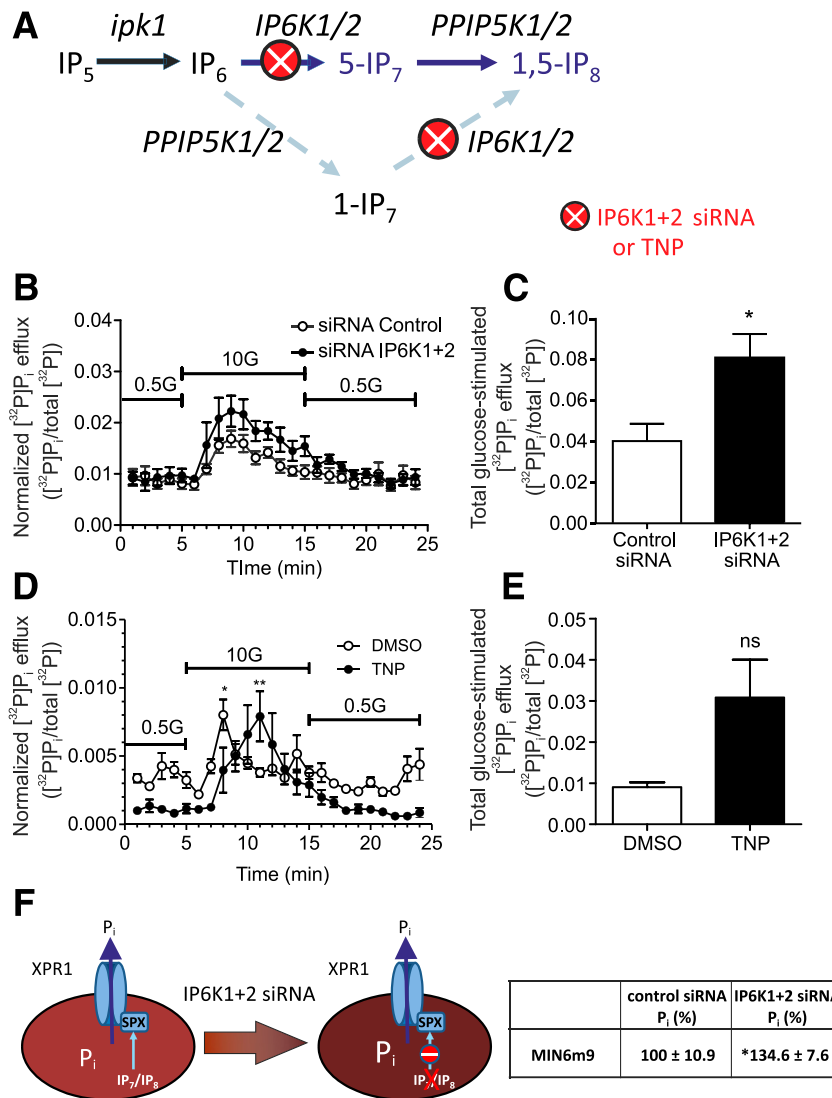 A
ipk1 IP6K1/2 PPIP5K1/2
IP5 IP6 5-IP7 1,5-IP8
PPIP5K1/2 IP6K1/2
1-IP7
IP6K1+2 siRNA
or TNP
B
Normalized [32P]Pi efflux
([32P]Pi/total [32P])
0.04
0.03
0.02
0.01
0.00
siRNA Control
siRNA IP6K1+2
10G
0.5G
0.5G
0 5 10 15 20 25
TIme (min)
C
Total glucose-stimulated
[32P]Pi efflux
([32P]Pi/total [32P])
0.10
0.08
0.06
0.04
0.02
0.00
*
Control
siRNA
IP6K1+2
siRNA
D
Normalized [32P]Pi efflux
([32P]Pi/total [32P])
0.015
0.010
0.005
0.000
DMSO
TNP
10G
* **
0.5G
0.5G
0 5 10 15 20 25
Time (min)
E
Total glucose-stimulated
[32P]Pi efflux
([32P]Pi/total [32P])
0.05
0.04
0.03
0.02
0.01
0.00
ns
DMSO TNP
F
Pi
XPR1
SPX
Pi
IP7/IP8
IP6K1+2 siRNA
Pi
XPR1
SPX
Pi
IP7/IP8
control siRNA
Pi (%)
IP6K1+2 siRNA
Pi (%)
MIN6m9 100 ± 10.9 *134.6 ± 7.6